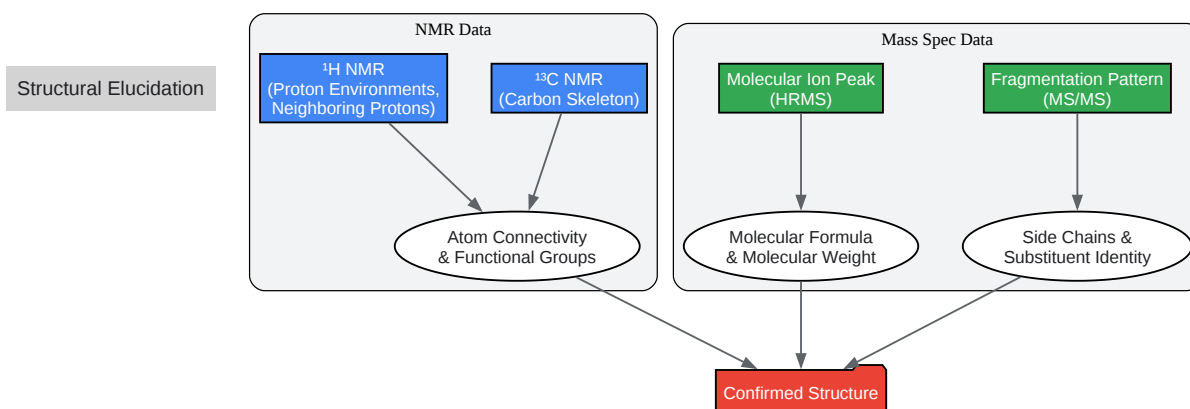 Structural Elucidation
NMR Data
¹H NMR
(Proton Environments,
Neighboring Protons)
¹³C NMR
(Carbon Skeleton)
Atom Connectivity
& Functional Groups
Mass Spec Data
Molecular Ion Peak
(HRMS)
Fragmentation Pattern
(MS/MS)
Molecular Formula
& Molecular Weight
Side Chains &
Substituent Identity
Confirmed Structure